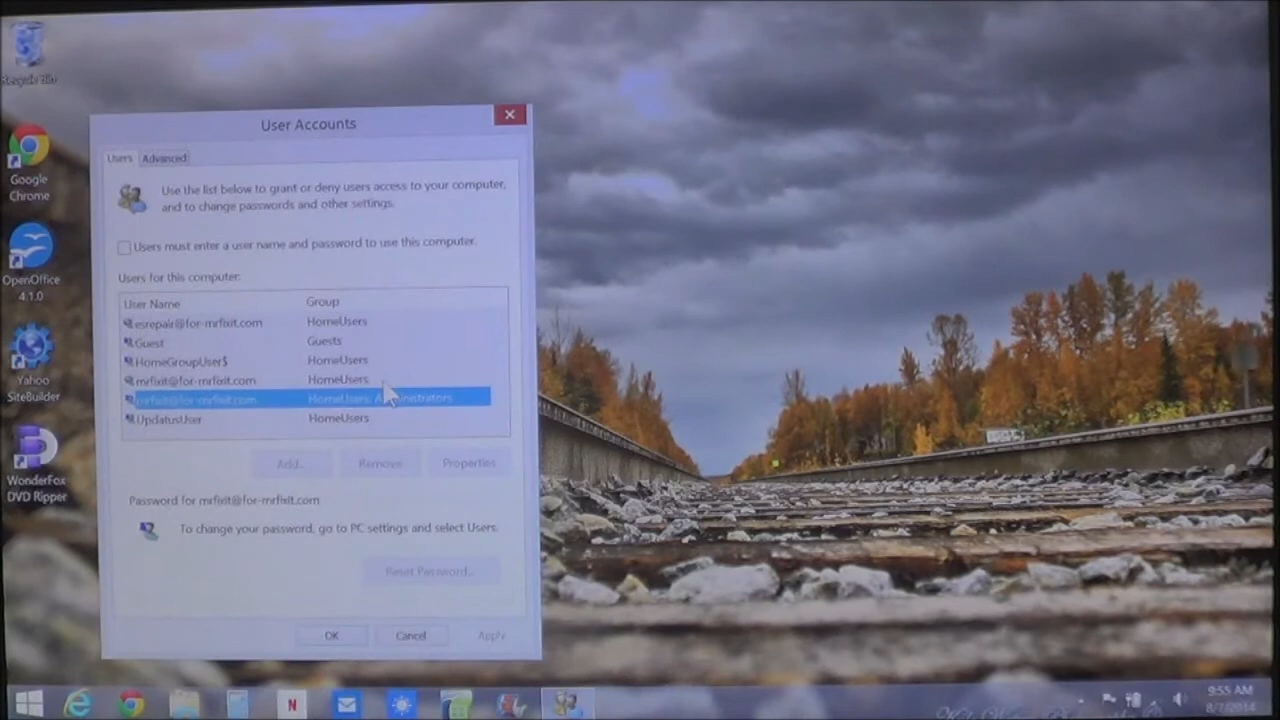 Recycle Bin
Google
Chrome
OpenOffice
4.1.0
Yahoo
SiteBuilder
WonderFox
DVD Ripper
User Accounts
Users
Advanced
Use the list below to grant or deny users access to your computer,
and to change passwords and other settings.
Users must enter a user name and password to use this computer.
Users for this computer:
User Name Group
esrepair@for-mrfixit.com HomeUsers
Guest Guests
HomeGroupUser$ HomeUsers
mrfixit@for-mrfixit.com HomeUsers
mrfixit@for-mrfixit.com HomeUsers; Administrators
UpdatusUser HomeUsers
Add...
Remove
Properties
Password for mrfixit@for-mrfixit.com
To change your password, go to PC settings and select Users.
Reset Password...
OK
Cancel
Apply
N
9:55 AM
8/7/2014